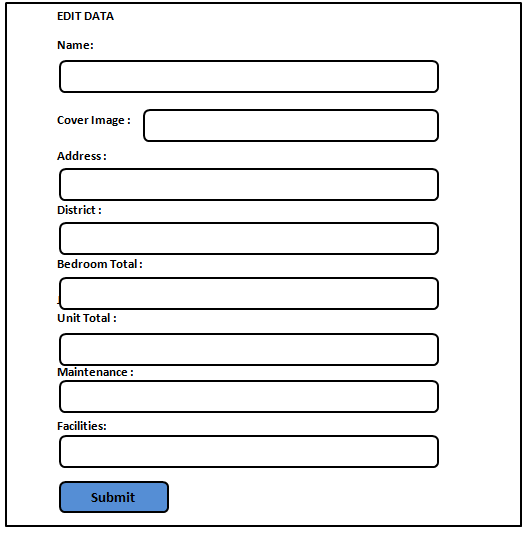 EDIT DATA
Name:
Cover Image :
Address :
District :
Bedroom Total :
Unit Total :
Maintenance :
Facilities:
Submit